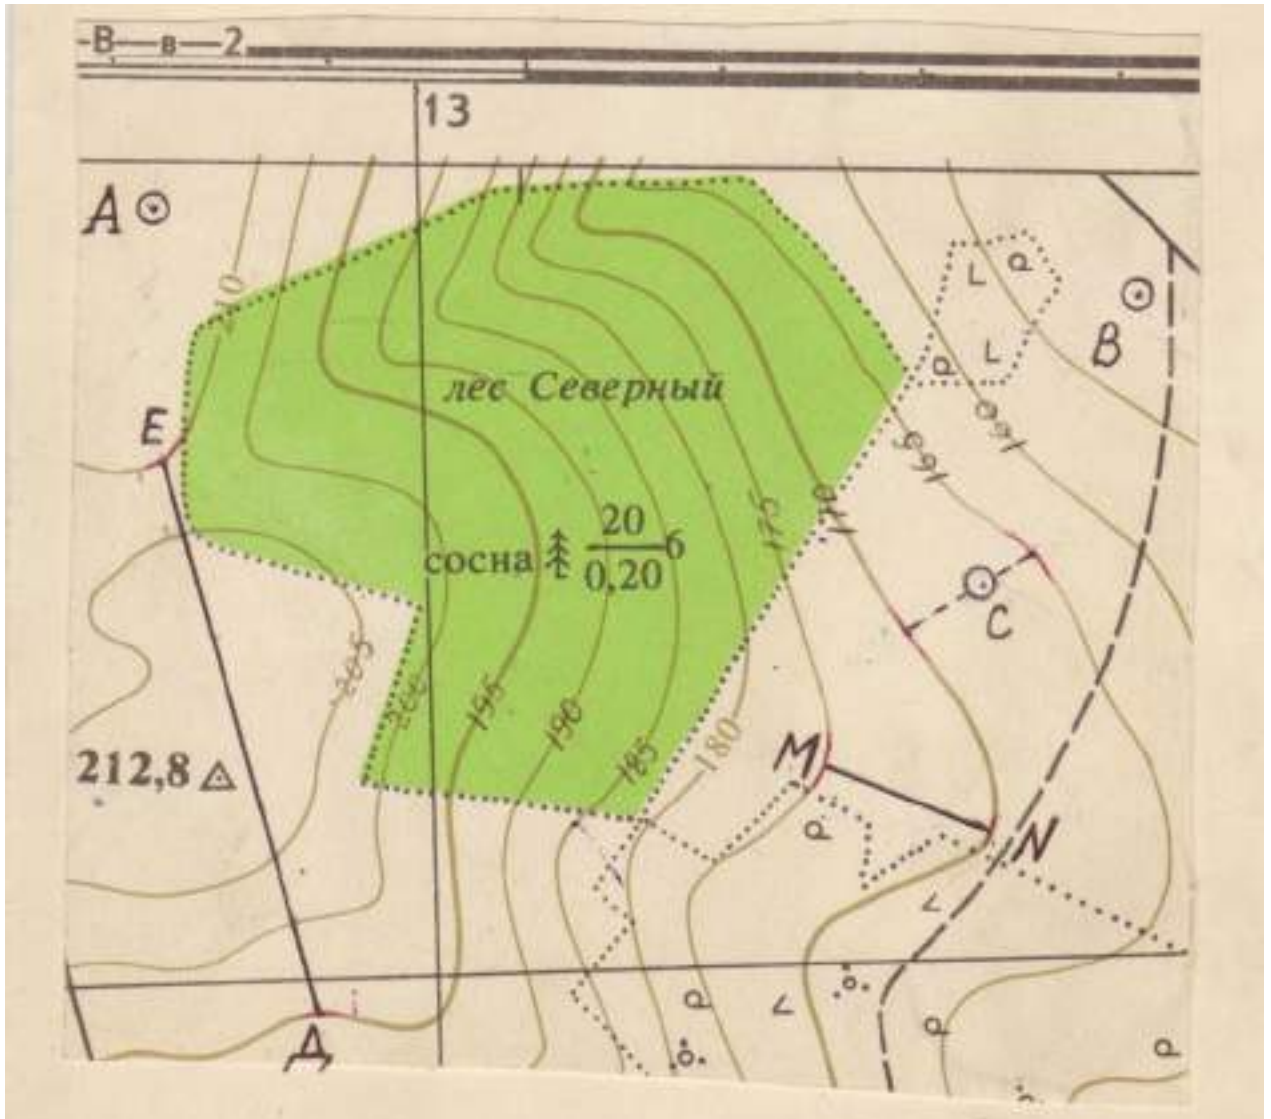 -В—в—2
13
А
210
L
Р
В
Е
L
Р
лес Северный
160
165
20
175
170
сосна
6
0,20
С
205
200
195
190
185
180
М
212,8
Р
N
Д
Р
Р
Р